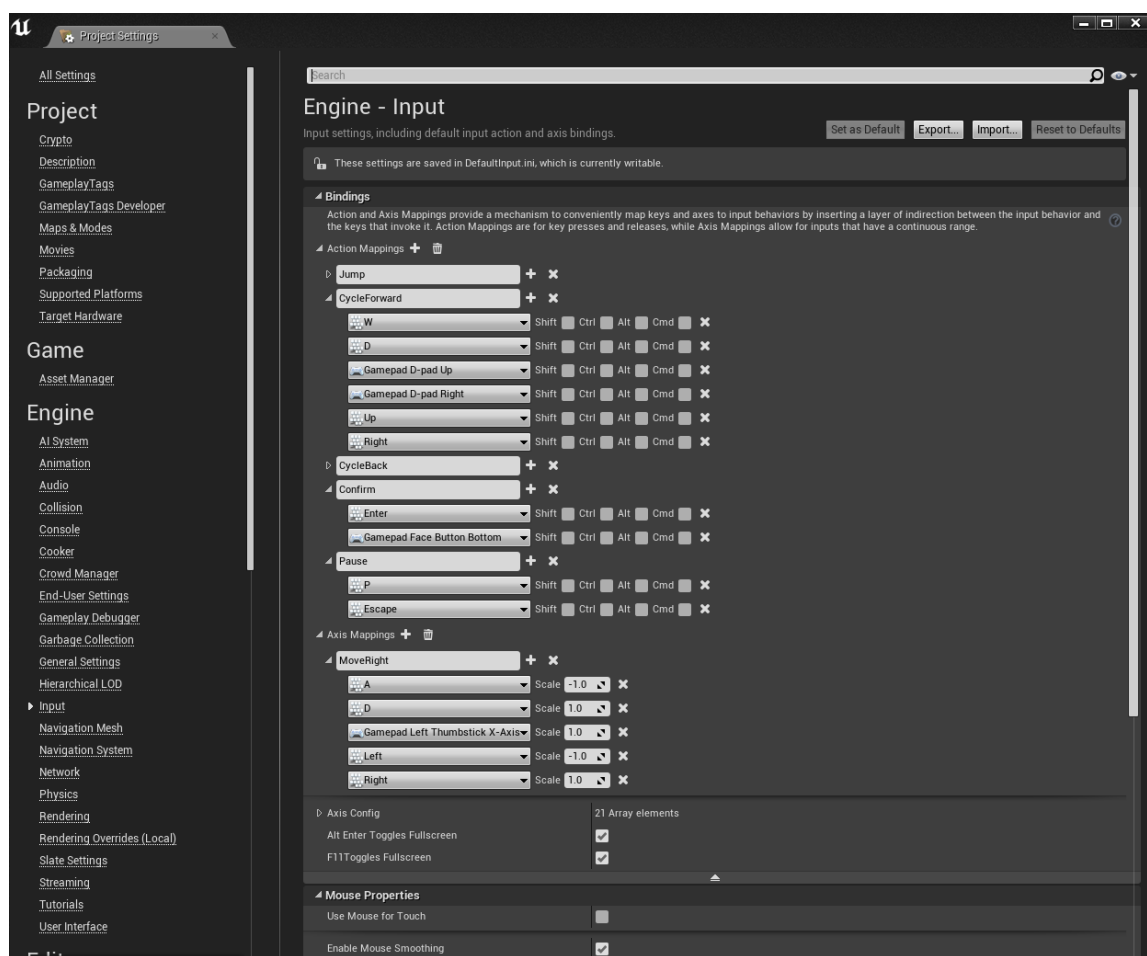 Project Settings
All Settings
Project
Crypto
Description
GameplayTags
GameplayTags Developer
Maps & Modes
Movies
Packaging
Supported Platforms
Target Hardware
Game
Asset Manager
Engine
AI System
Animation
Audio
Collision
Console
Cooker
Crowd Manager
End-User Settings
Gameplay Debugger
Garbage Collection
General Settings
Hierarchical LOD
Input
Navigation Mesh
Navigation System
Network
Physics
Rendering
Rendering Overrides (Local)
Slate Settings
Streaming
Tutorials
User Interface
Search
Engine - Input
Input settings, including default input action and axis bindings.
Set as Default Export... Import... Reset to Defaults
These settings are saved in DefaultInput.ini, which is currently writable.
Bindings
Action and Axis Mappings provide a mechanism to conveniently map keys and axes to input behaviors by inserting a layer of indirection between the input behavior and
the keys that invoke it. Action Mappings are for key presses and releases, while Axis Mappings allow for inputs that have a continuous range.
Action Mappings
Jump
CycleForward
W Shift Ctrl Alt Cmd
D Shift Ctrl Alt Cmd
Gamepad D-pad Up Shift Ctrl Alt Cmd
Gamepad D-pad Right Shift Ctrl Alt Cmd
Up Shift Ctrl Alt Cmd
Right Shift Ctrl Alt Cmd
CycleBack
Confirm
Enter Shift Ctrl Alt Cmd
Gamepad Face Button Bottom Shift Ctrl Alt Cmd
Pause
P Shift Ctrl Alt Cmd
Escape Shift Ctrl Alt Cmd
Axis Mappings
MoveRight
A Scale -1.0
D Scale 1.0
Gamepad Left Thumbstick X-Axis Scale 1.0
Left Scale -1.0
Right Scale 1.0
Axis Config 21 Array elements
Alt Enter Toggles Fullscreen
F11Toggles Fullscreen
Mouse Properties
Use Mouse for Touch
Enable Mouse Smoothing